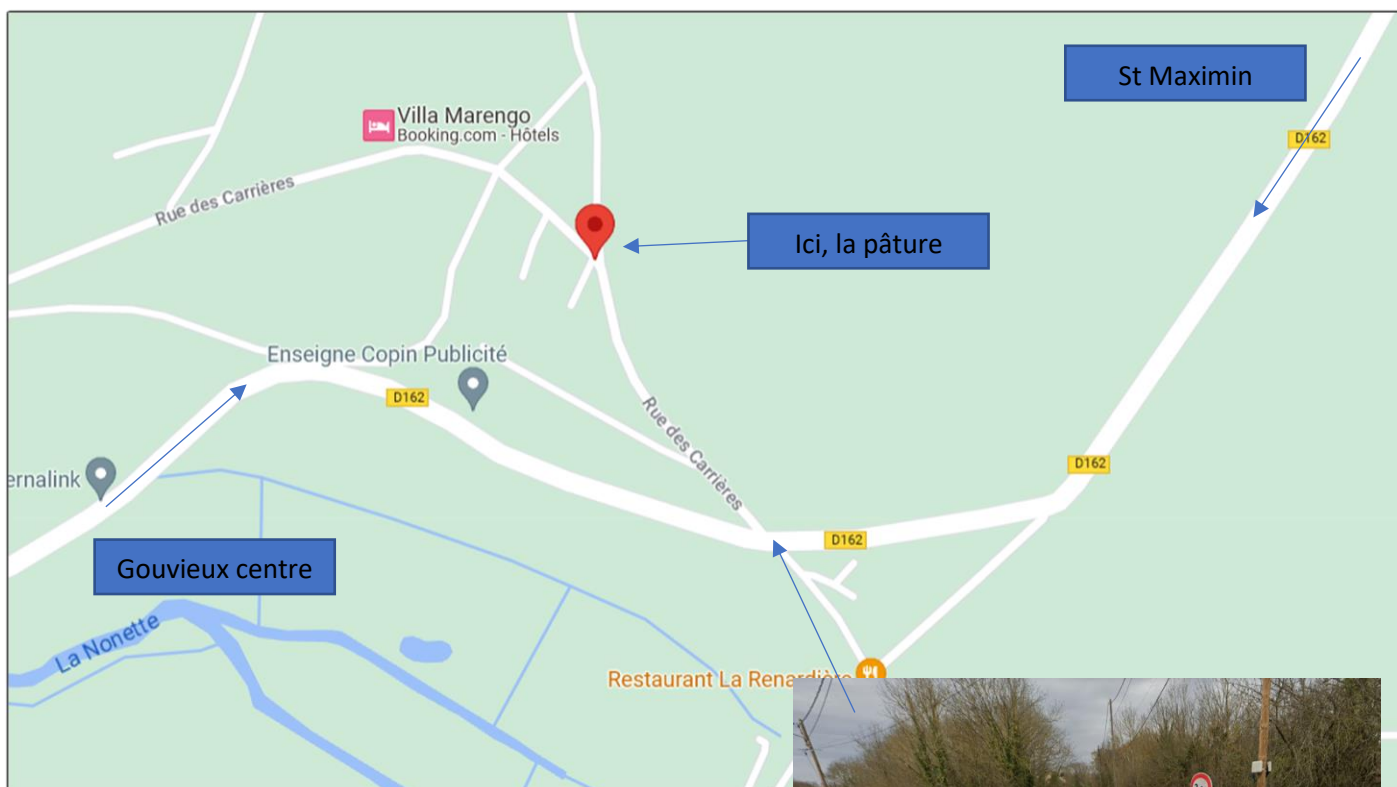 St Maximin
Villa Marengo
Booking.com - Hôtels
D162
Rue des Carrières
Ici, la pâture
Enseigne Copin Publicité
D162
Rue des Carrières
D162
ernalink
D162
Gouvieux centre
La Nonette
Restaurant La Renardière